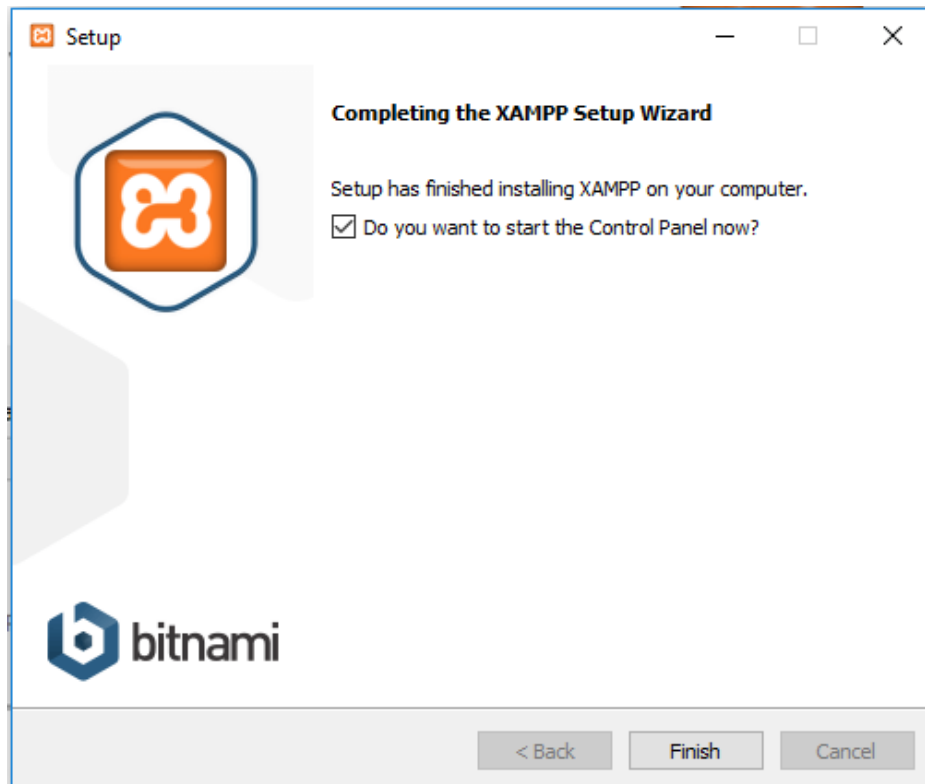 Setup
Completing the XAMPP Setup Wizard
Setup has finished installing XAMPP on your computer.
Do you want to start the Control Panel now?
bitnami
< Back
Finish
Cancel